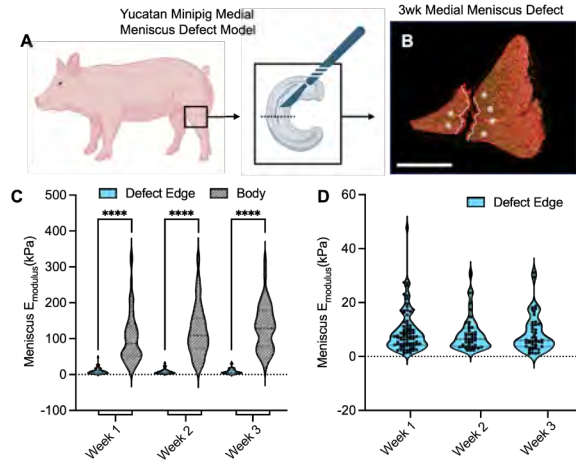 Yucatan Minipig Medial
Meniscus Defect Model
3wk Medial Meniscus Defect
A
B
C
Defect Edge
Body
****
****
****
Meniscus Emodulus(kPa)
500
400
300
200
100
0
-100
Week 1
Week 2
Week 3
D
Defect Edge
Meniscus Emodulus(kPa)
60
40
20
0
-20
Week 1
Week 2
Week 3